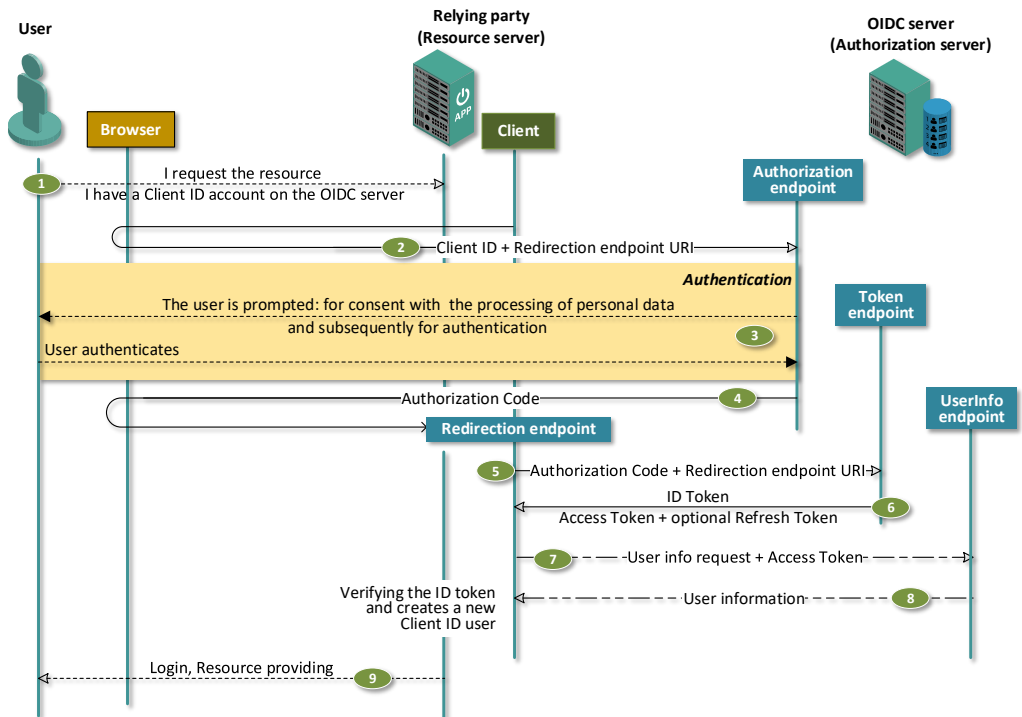 User
Relying party
(Resource server)
OIDC server
(Authorization server)
APP
1
2
3
4
Browser
Client
1
I request the resource
I have a Client ID account on the OIDC server
Authorization
endpoint
2
Client ID + Redirection endpoint URI
Authentication
The user is prompted: for consent with the processing of personal data
and subsequently for authentication
3
User authenticates
Token
endpoint
Authorization Code
4
UserInfo
endpoint
Redirection endpoint
5
Authorization Code + Redirection endpoint URI
ID Token
6
Access Token + optional Refresh Token
7
User info request + Access Token
Verifying the ID token
and creates a new
Client ID user
User information
8
Login, Resource providing
9